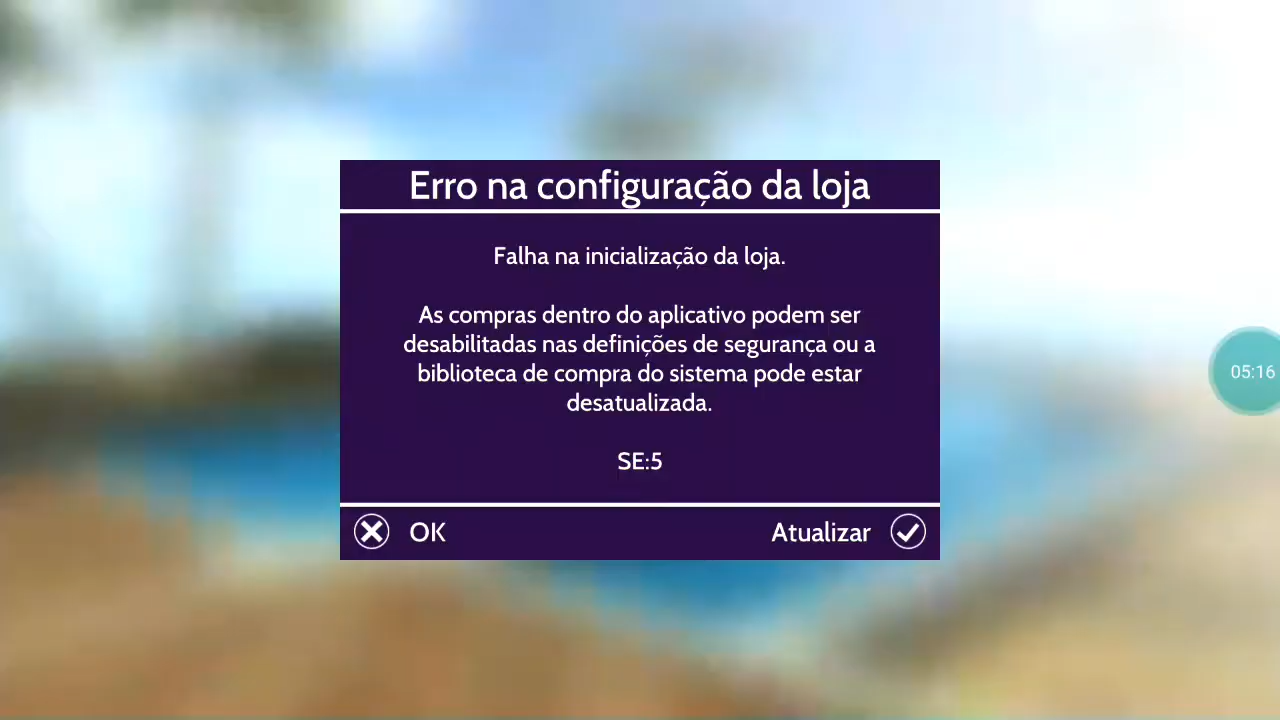 Erro na configuração da loja
Falha na inicialização da loja.
As compras dentro do aplicativo podem ser
desabilitadas nas definições de segurança ou a
biblioteca de compra do sistema pode estar
desatualizada.
SE:5
OK
Atualizar
05:16